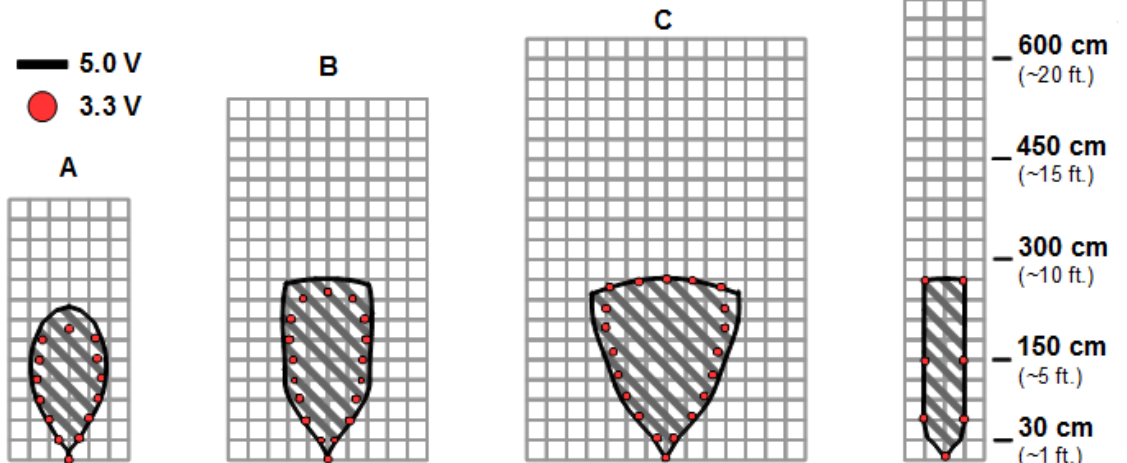 5.0 V
3.3 V
A
B
C
600 cm
(~20 ft.)
450 cm
(~15 ft.)
300 cm
(~10 ft.)
150 cm
(~5 ft.)
30 cm
(~1 ft.)